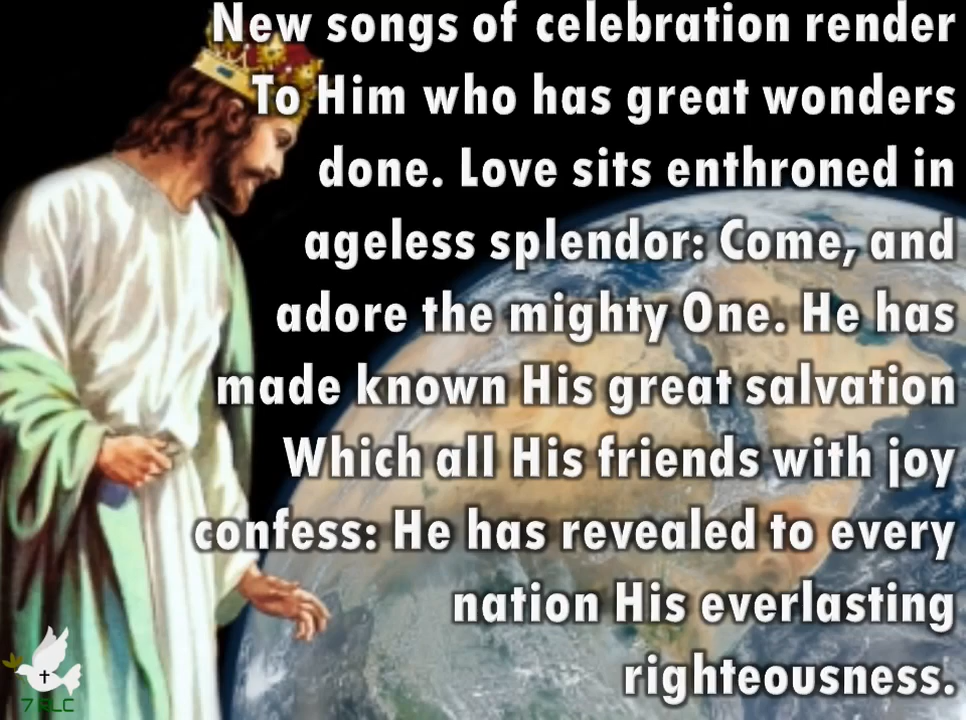 New songs of celebration render
To Him who has great wonders
done. Love sits enthroned in
ageless splendor: Come, and
adore the mighty One. He has
made known His great salvation
Which all His friends with joy
confess: He has revealed to every
nation His everlasting
righteousness.